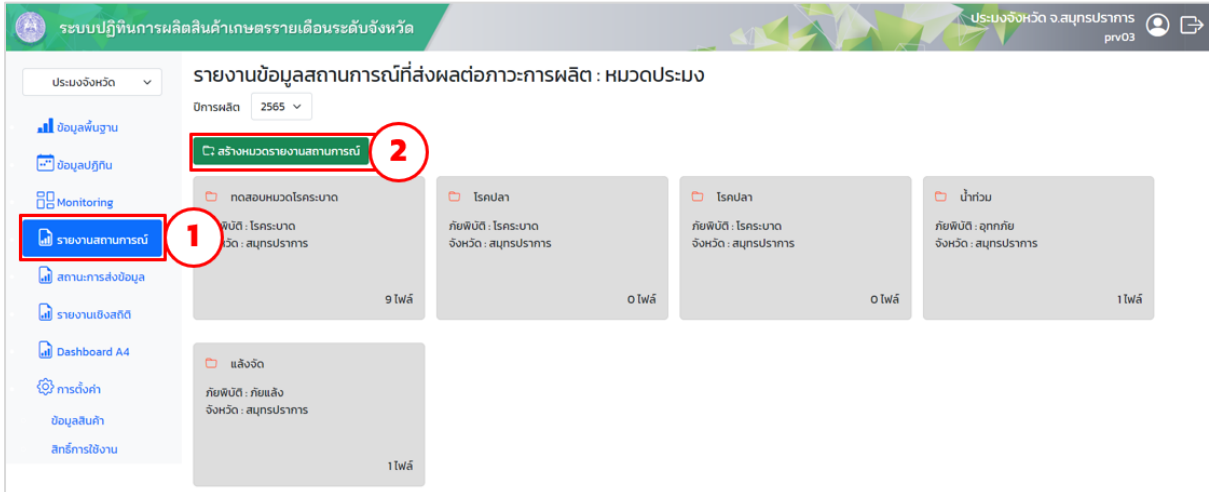 ระบบปฏิทินการผลิตสินค้าเกษตรรายเดือนระดับจังหวัด
ประมงจังหวัด จ.สมุทรปราการ
prv03
ประมงจังหวัด
ข้อมูลพื้นฐาน
ข้อมูลปฏิทิน
Monitoring
รายงานสถานการณ์
1
สถานะการส่งข้อมูล
รายงานเชิงสถิติ
Dashboard A4
การตั้งค่า
ข้อมูลสินค้า
สิทธิ์การใช้งาน
รายงานข้อมูลสถานการณ์ที่ส่งผลต่อภาวะการผลิต : หมวดประมง
ปีการผลิต 2565
สร้างหมวดรายงานสถานการณ์
2
ทดสอบหมวดโรคระบาด
พิบัติ : โรคระบาด
วัด : สมุทรปราการ
9 ไฟล์
โรคปลา
ภัยพิบัติ : โรคระบาด
จังหวัด : สมุทรปราการ
0 ไฟล์
โรคปลา
ภัยพิบัติ : โรคระบาด
จังหวัด : สมุทรปราการ
0 ไฟล์
น้ำท่วม
ภัยพิบัติ : อุทกภัย
จังหวัด : สมุทรปราการ
1 ไฟล์
แล้งจัด
ภัยพิบัติ : ภัยแล้ง
จังหวัด : สมุทรปราการ
1 ไฟล์